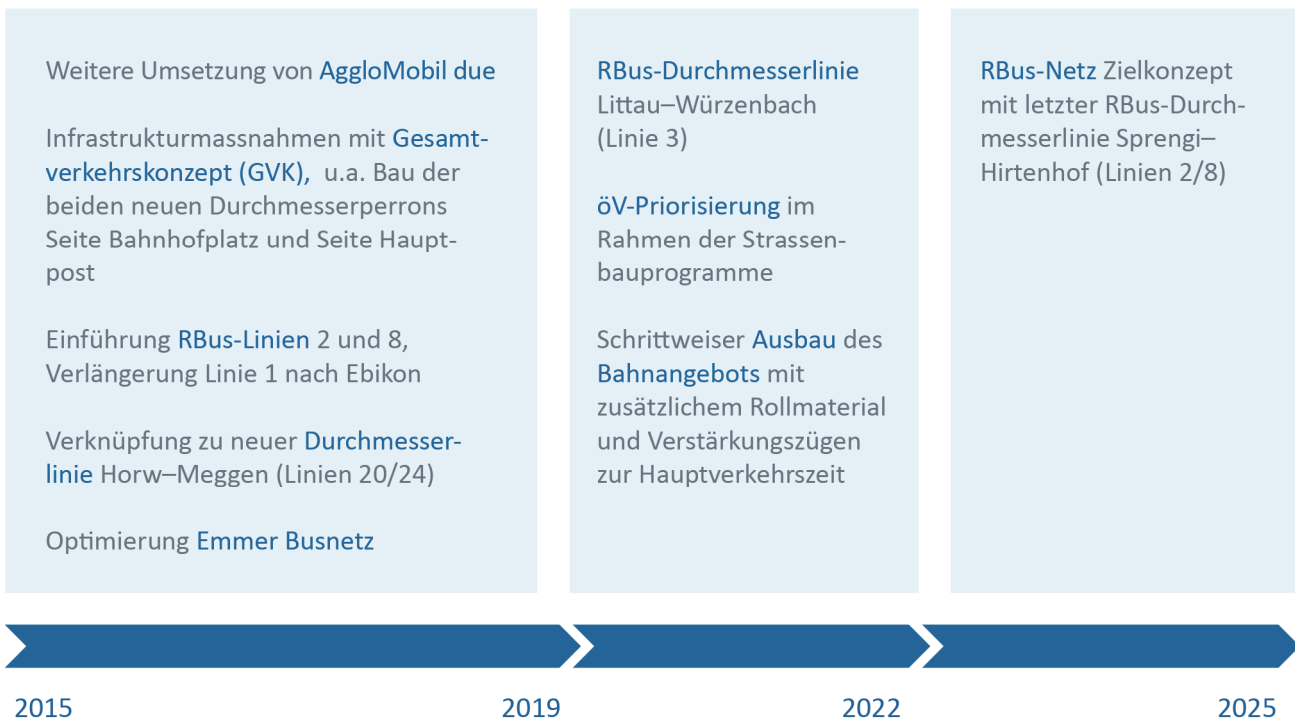 Weitere Umsetzung von AggloMobil due
Infrastrukturmassnahmen mit Gesamt-
verkehrskonzept (GVK), u.a. Bau der
beiden neuen Durchmesserperrons
Seite Bahnhofplatz und Seite Haupt-
post
Einführung RBus-Linien 2 und 8,
Verlängerung Linie 1 nach Ebikon
Verknüpfung zu neuer Durchmesser-
linie Horw–Meggen (Linien 20/24)
Optimierung Emmer Busnetz
RBus-Durchmesserlinie
Littau–Würzenbach
(Linie 3)
öV-Priorisierung im
Rahmen der Strassen-
bauprogramme
Schrittweiser Ausbau des
Bahnangebots mit
zusätzlichem Rollmaterial
und Verstärkungszügen
zur Hauptverkehrszeit
RBus-Netz Zielkonzept
mit letzter RBus-Durch-
messerlinie Sprengi–
Hirtenhof (Linien 2/8)
2015
2019
2022
2025